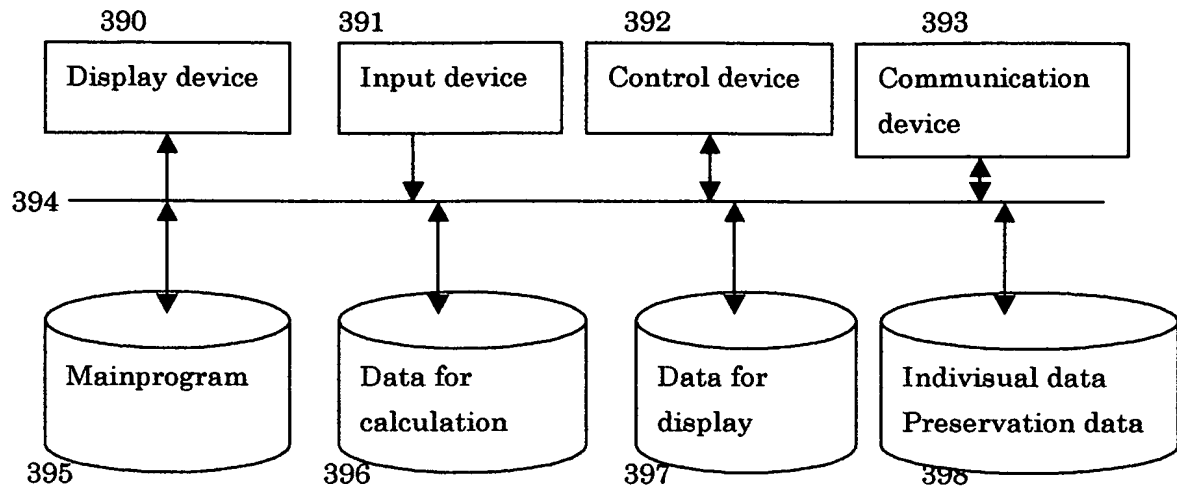 390 391 392 393
Display device
Input device
Control device
Communication
device
394
Mainprogram
Data for
calculation
Data for
display
Indivisual data
Preservation data
395 396 397 398